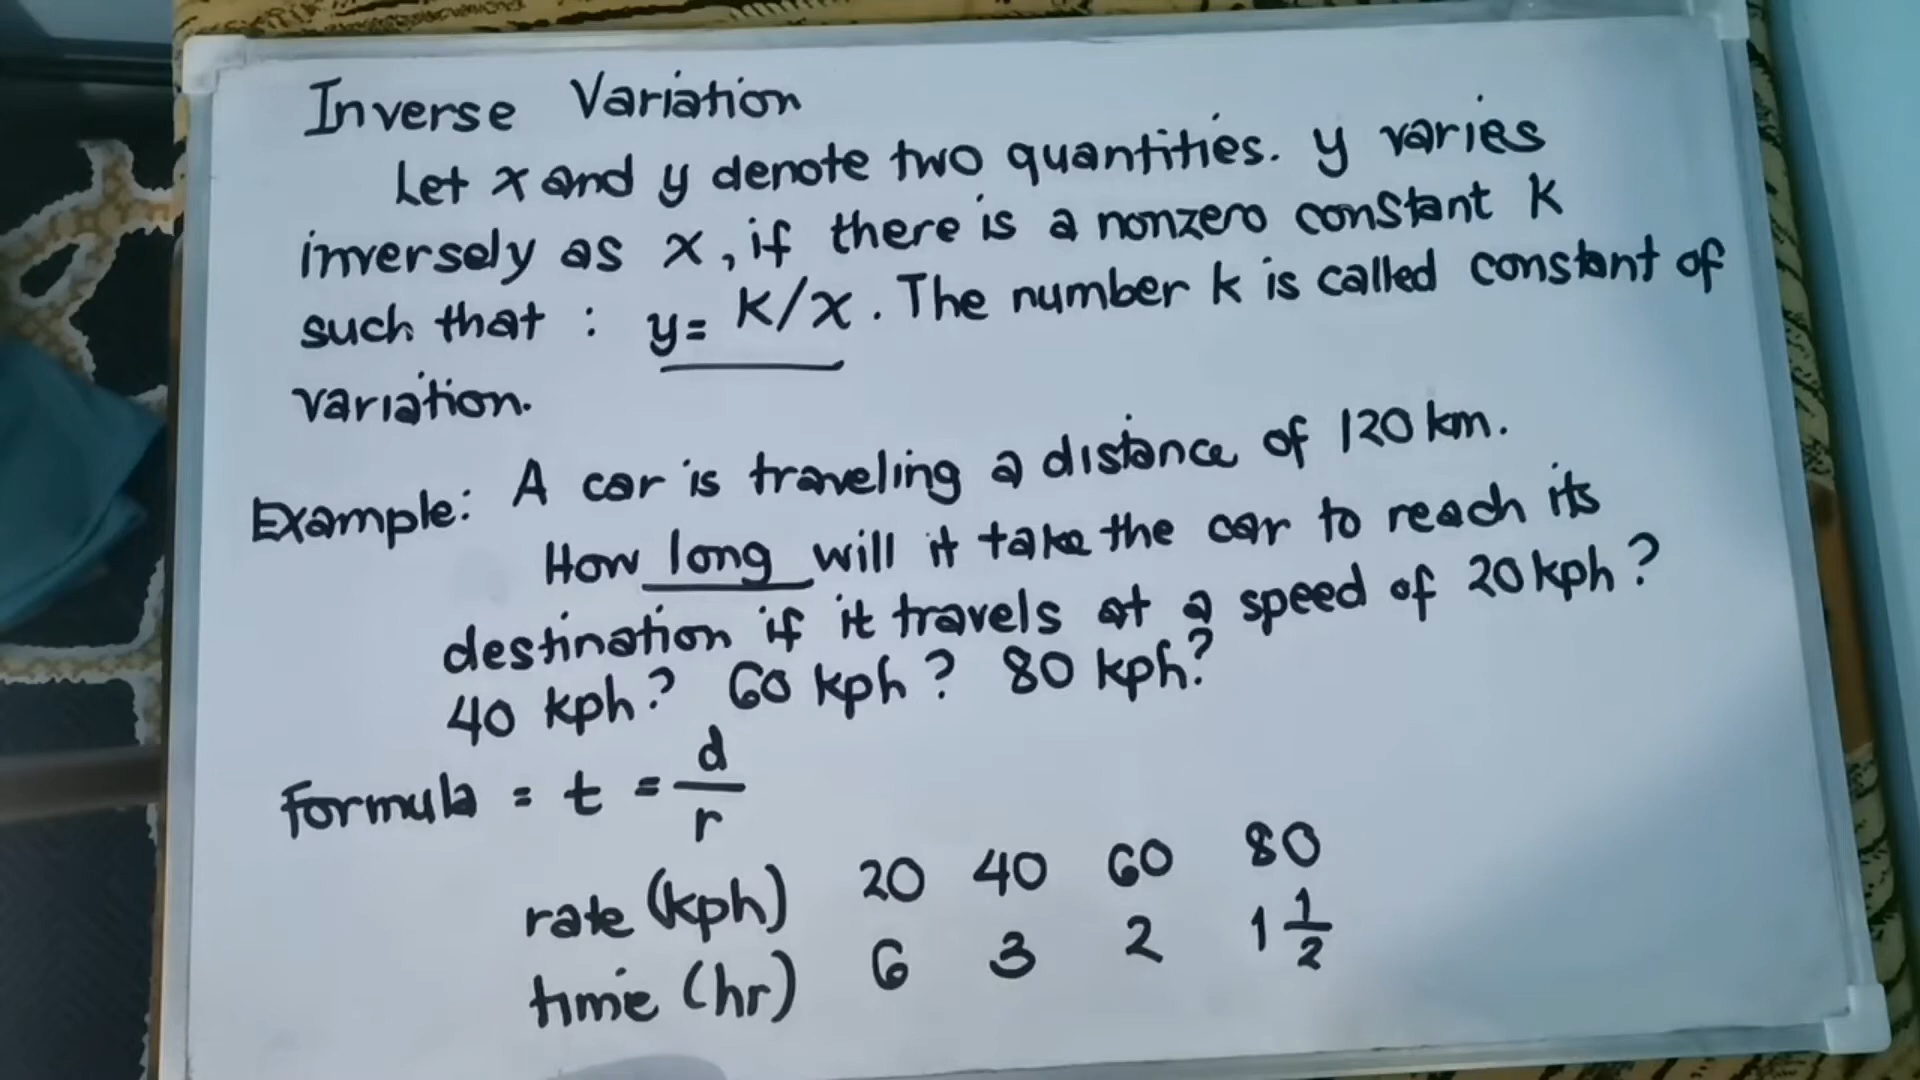 Inverse Variation
Let x and y denote two quantities. y varies
inversely as x, if there is a nonzero constant k
such that : y= k/x. The number k is called constant of
variation.
Example: A car is traveling a distance of 120 km.
How long will it take the car to reach its
destination if it travels at a speed of 20 kph?
40 kph? 60 kph? 80 kph?
Formula = t = d/r
rate (kph) 20 40 60 80
time (hr) 6 3 2 1 1/2